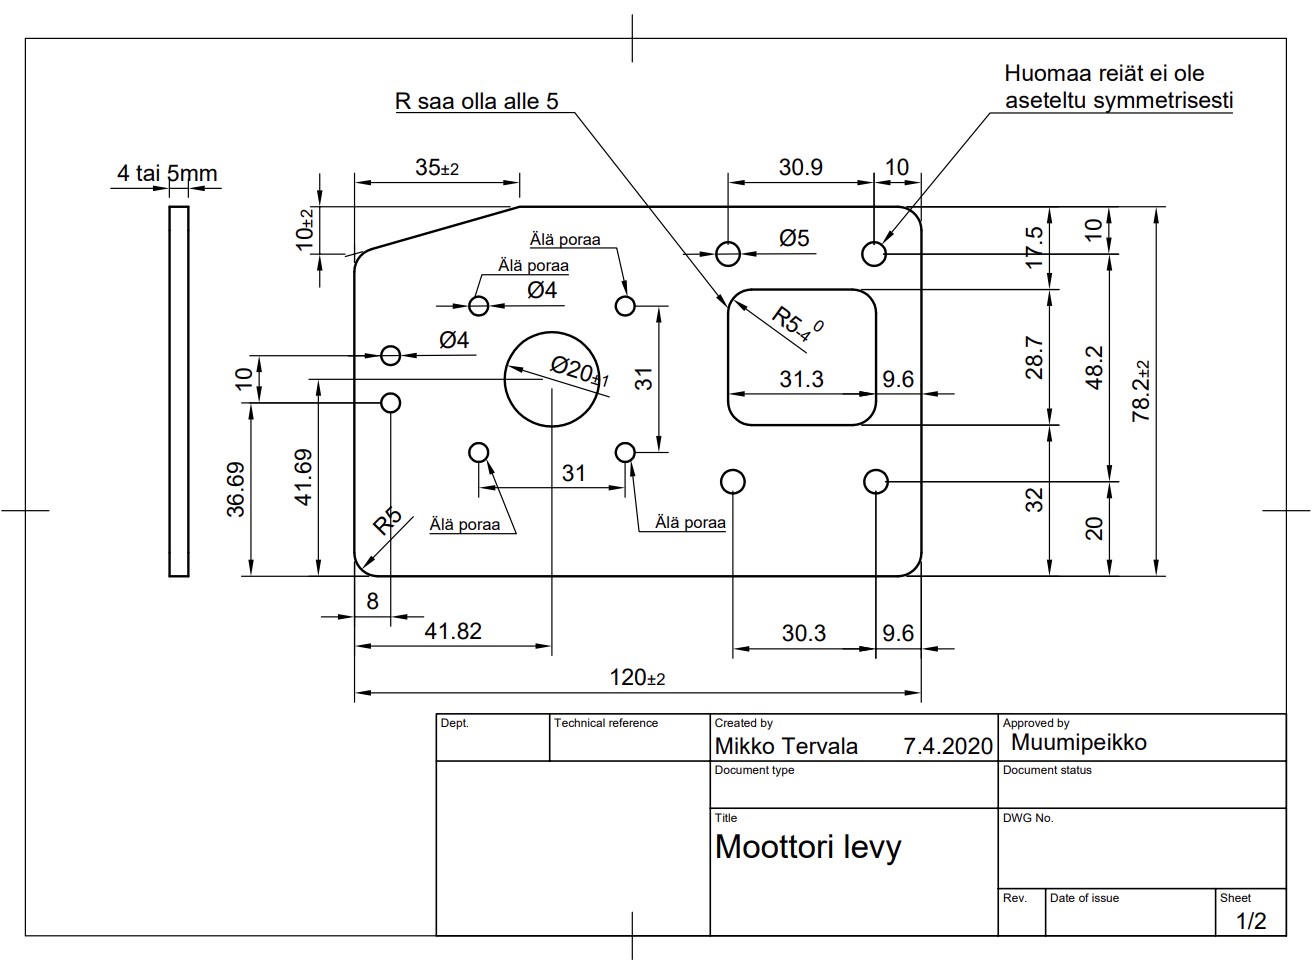 Huomaa reiät ei ole
aseteltu symmetrisesti
R saa olla alle 5
4 tai 5mm
35±2
30.9
10
10±2
Älä poraa
Ø5
17.5
10
Älä poraa
Ø4
R5-4 0
Ø4
10
Ø20±1
31
31.3
9.6
28.7
48.2
78.2±2
36.69
41.69
31
R5
Älä poraa
Älä poraa
32
20
8
41.82
30.3
9.6
120±2
Dept.
Technical reference
Created by
Mikko Tervala 7.4.2020
Approved by
Muumipeikko
Document type
Document status
Title
Moottori levy
DWG No.
Rev.
Date of issue
Sheet
1/2